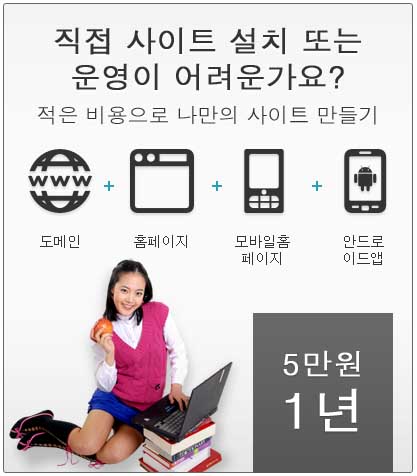 직접 사이트 설치 또는
운영이 어려운가요?
적은 비용으로 나만의 사이트 만들기
WWW
도메인
홈페이지
모바일홈
페이지
안드로
이드앱
5만원
1년